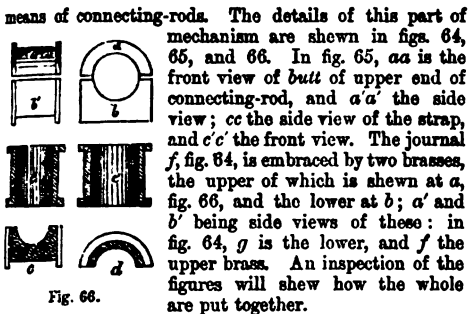 means of connecting-rods. The details of this part of
mechanism are shewn in figs. 64,
65, and 66. In fig. 65, aa is the
front view of butt of upper end of
connecting-rod, and a′a′ the side
view; cc the side view of the strap,
and c′c′ the front view. The journal
f, fig. 64, is embraced by two brasses,
the upper of which is shewn at a,
fig. 66, and the lower at b; a′ and
b′ being side views of these: in
fig. 64, g is the lower, and f the
upper brass. An inspection of the
figures will shew how the whole
are put together.
a
b′
b
c
d
Fig. 66.